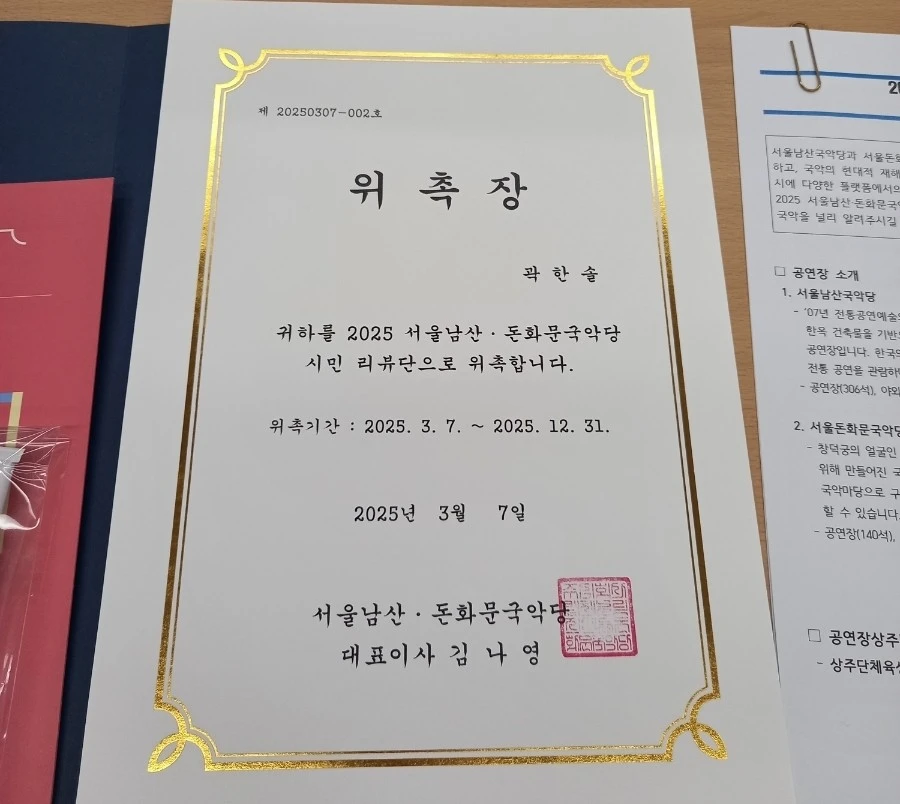 제 20250307-002호
위 촉 장
곽 한 솔
귀하를 2025 서울남산·돈화문국악당
시민 리뷰단으로 위촉합니다.
위촉기간 : 2025. 3. 7. ~ 2025. 12. 31.
2025년 3월 7일
서울남산·돈화문국악당
대표이사 김 나 영
서울남산국악당과 서울돈화
하고, 국악의 현대적 재해
시에 다양한 플랫폼에서의
2025 서울남산·돈화문국악
국악을 널리 알려주시길
□ 공연장 소개
1. 서울남산국악당
- '07년 전통공연예술의
한옥 건축물을 기반
공연장입니다. 한국의
전통 공연을 관람하
- 공연장(306석), 야외
2. 서울돈화문국악당
- 창덕궁의 얼굴인
위해 만들어진 국
국악마당으로 구
할 수 있습니다.
- 공연장(140석),
□ 공연장상주
- 상주단체육성